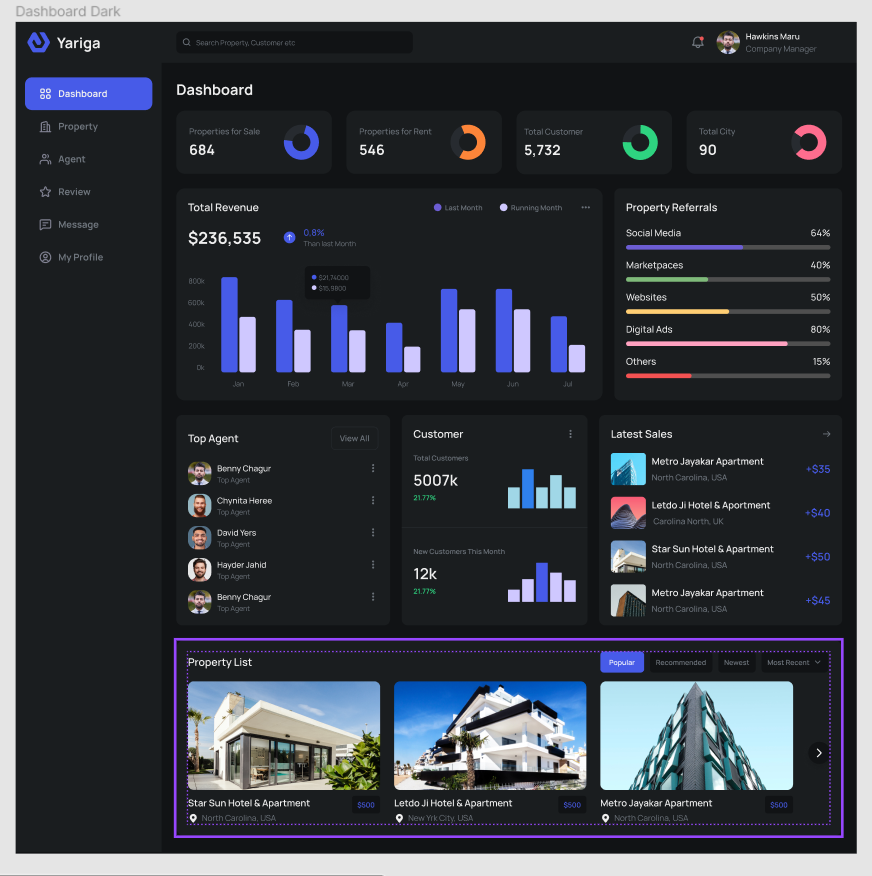 Dashboard Dark
Yariga
Search Property, Customer etc
Hawkins Maru
Company Manager
Dashboard
Property
Agent
Review
Message
My Profile
Dashboard
Properties for Sale
684
Properties for Rent
546
Total Customer
5,732
Total City
90
Total Revenue
Last Month
Running Month
$236,535
0,8%
Than last Month
$21,74000
$15,9800
800k
600k
400k
200k
0k
Jan Feb Mar Apr May Jun Jul
Property Referrals
Social Media 64%
Marketpaces 40%
Websites 50%
Digital Ads 80%
Others 15%
Top Agent
View All
Benny Chagur
Top Agent
Chynita Heree
Top Agent
David Yers
Top Agent
Hayder Jahid
Top Agent
Benny Chagur
Top Agent
Customer
Total Customers
5007k
21.77%
New Customers This Month
12k
21.77%
Latest Sales
Metro Jayakar Apartment
North Carolina, USA
+$35
Letdo Ji Hotel & Aportment
Carolina North, UK
+$40
Star Sun Hotel & Apartment
North Carolina, USA
+$50
Metro Jayakar Apartment
North Carolina, USA
+$45
Property List
Popular
Recommended
Newest
Most Recent
Star Sun Hotel & Apartment
$500
North Carolina, USA
Letdo Ji Hotel & Apartment
$500
New Yrk City, USA
Metro Jayakar Apartment
$500
North Carolina, USA